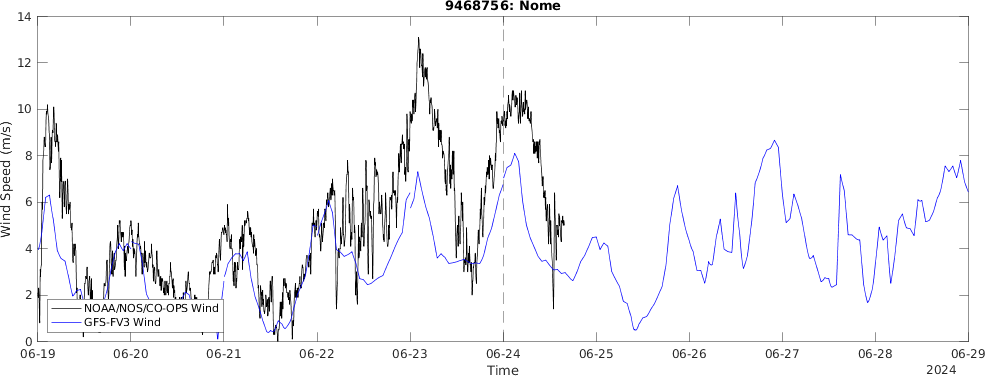 9468756: Nome
14
12
10
8
6
4
2
0
Wind Speed (m/s)
NOAA/NOS/CO-OPS Wind
GFS-FV3 Wind
06-19 06-20 06-21 06-22 06-23 06-24 06-25 06-26 06-27 06-28 06-29
Time
2024